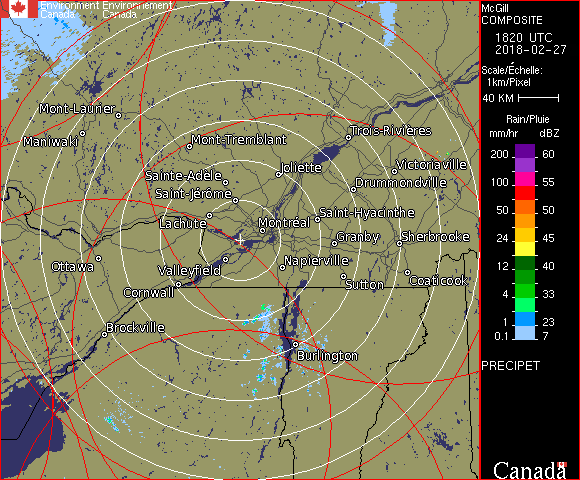 Environment Environnement
Canada Canada
McGill
COMPOSITE
1820 UTC
2018-02-27
Scale/Échelle:
1km/Pixel
40 KM
Rain/Pluie
mm/hr dBZ
200 60
100 55
50 50
24 45
12 40
4 33
1 23
0.1 7
PRECIPET
Canada
Mont-Laurier
Maniwaki
Mont-Tremblant
Trois-Rivières
Victoriaville
Joliette
Sainte-Adèle
Drummondville
Saint-Jérôme
Lachute
Montréal
Saint-Hyacinthe
Granby
Sherbrooke
Ottawa
Valleyfield
Napierville
Cornwall
Sutton
Coaticook
Brockville
Burlington